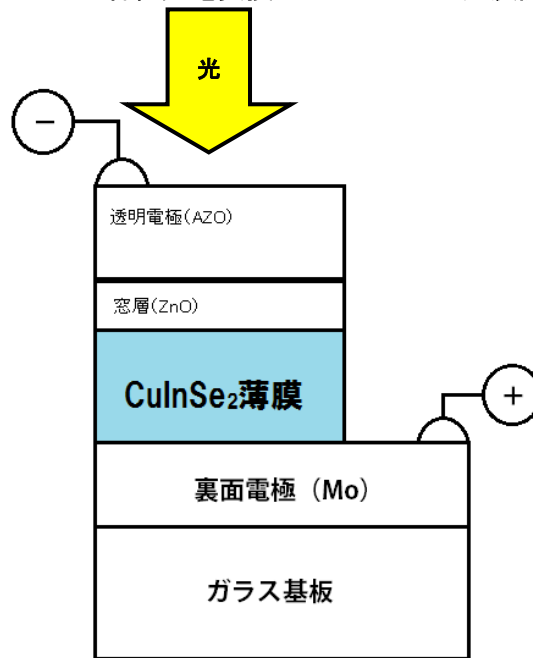 光
−
透明電極(AZO)
窓層(ZnO)
CuInSe₂薄膜
+
裏面電極（Mo）
ガラス基板